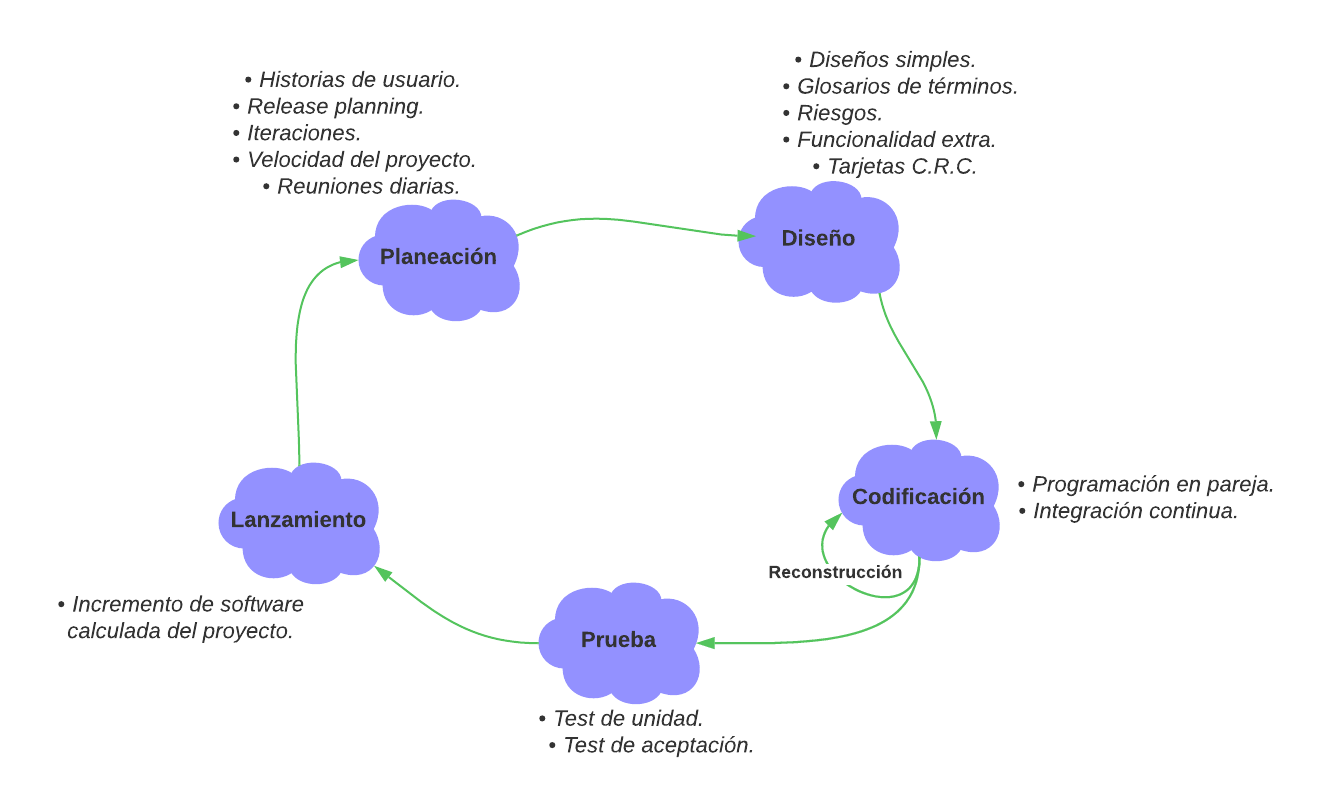 • Historias de usuario.
• Release planning.
• Iteraciones.
• Velocidad del proyecto.
• Reuniones diarias.
Planeación
• Diseños simples.
• Glosarios de términos.
• Riesgos.
• Funcionalidad extra.
• Tarjetas C.R.C.
Diseño
Codificación
• Programación en pareja.
• Integración continua.
Reconstrucción
Prueba
• Test de unidad.
• Test de aceptación.
Lanzamiento
• Incremento de software
calculada del proyecto.